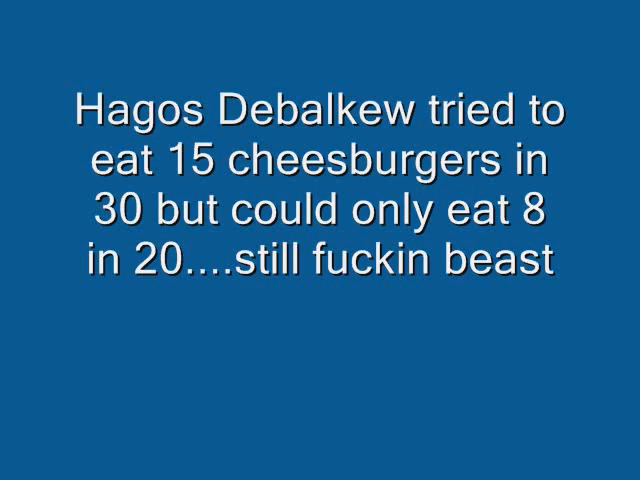 Hagos Debalkew tried to
eat 15 cheesburgers in
30 but could only eat 8
in 20....still fuckin beast